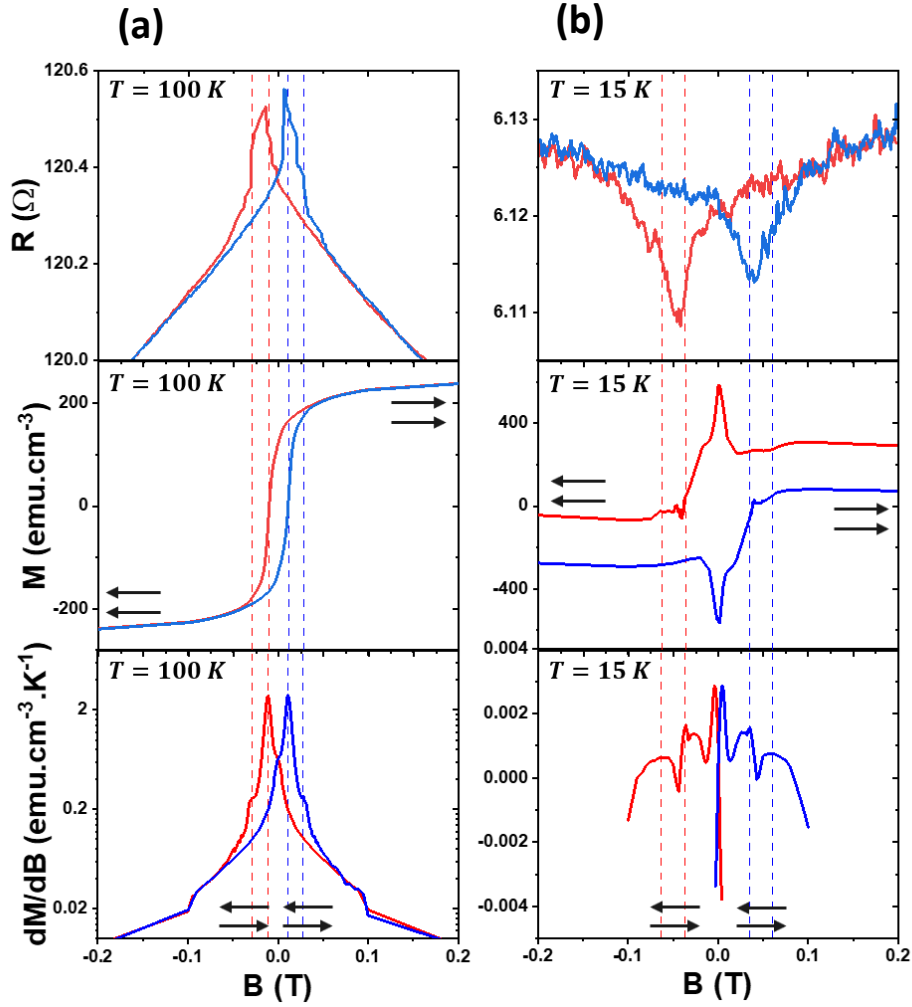 (a)
(b)
R (Ω)
T = 100 K
120.6
120.4
120.2
120.0
T = 15 K
6.13
6.12
6.11
M (emu.cm-3)
T = 100 K
200
0
-200
T = 15 K
400
0
-400
dM/dB (emu.cm-3.K-1)
T = 100 K
2
0.2
0.02
-0.2 -0.1 0.0 0.1 0.2
B (T)
T = 15 K
0.004
0.002
0.000
-0.002
-0.004
-0.2 -0.1 0.0 0.1 0.2
B (T)